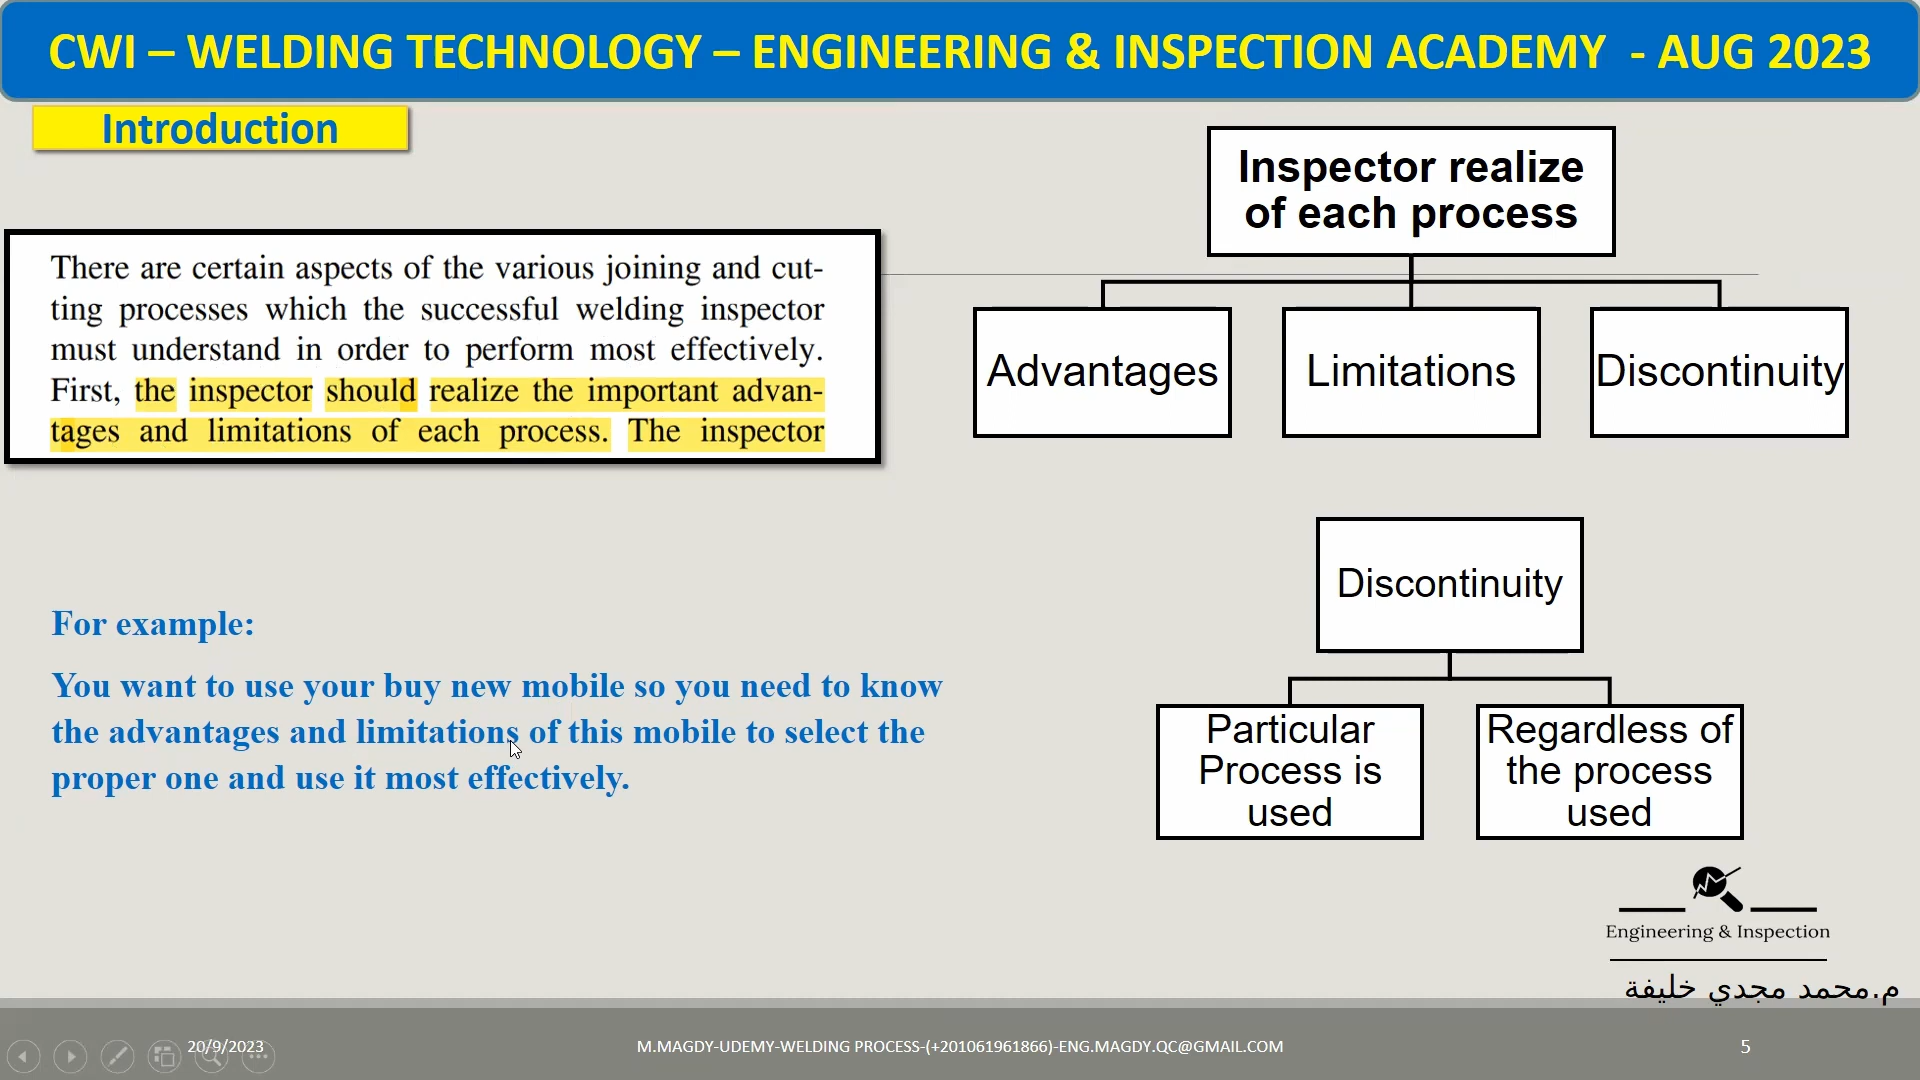 CWI – WELDING TECHNOLOGY – ENGINEERING & INSPECTION ACADEMY - AUG 2023
Introduction
There are certain aspects of the various joining and cut-
ting processes which the successful welding inspector
must understand in order to perform most effectively.
First, the inspector should realize the important advan-
tages and limitations of each process. The inspector
For example:
You want to use your buy new mobile so you need to know
the advantages and limitations of this mobile to select the
proper one and use it most effectively.
Inspector realize
of each process
Advantages
Limitations
Discontinuity
Discontinuity
Particular
Process is
used
Regardless of
the process
used
Engineering & Inspection
م.محمد مجدي خليفة
20/9/2023
M.MAGDY-UDEMY-WELDING PROCESS-(+201061961866)-ENG.MAGDY.QC@GMAIL.COM
5